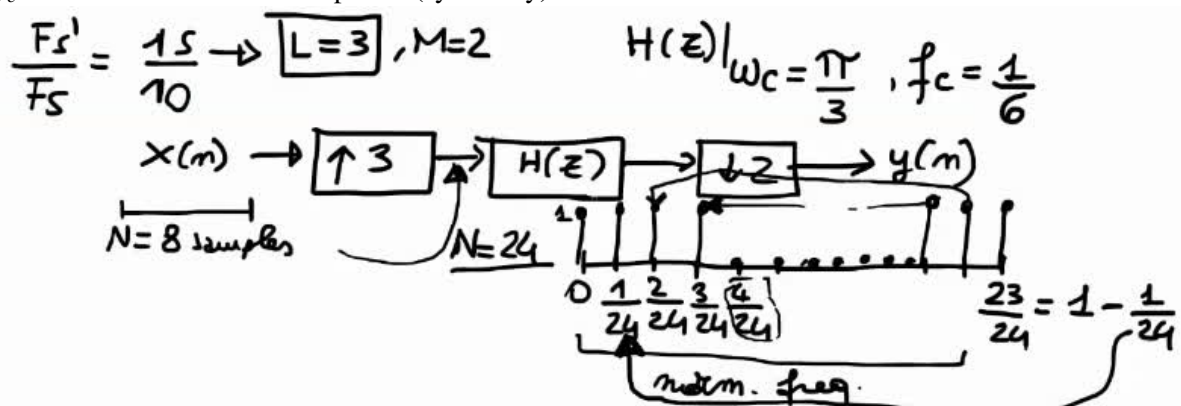 Fs'/Fs = 15/10 → L=3 , M=2
H(z)|ωc = π/3 , fc = 1/6
x(n) → ↑3 → H(z) → ↓2 → y(n)
N=8 samples
N=24
1
0 1/24 2/24 3/24 4/24 23/24 = 1 - 1/24
norm. freq.